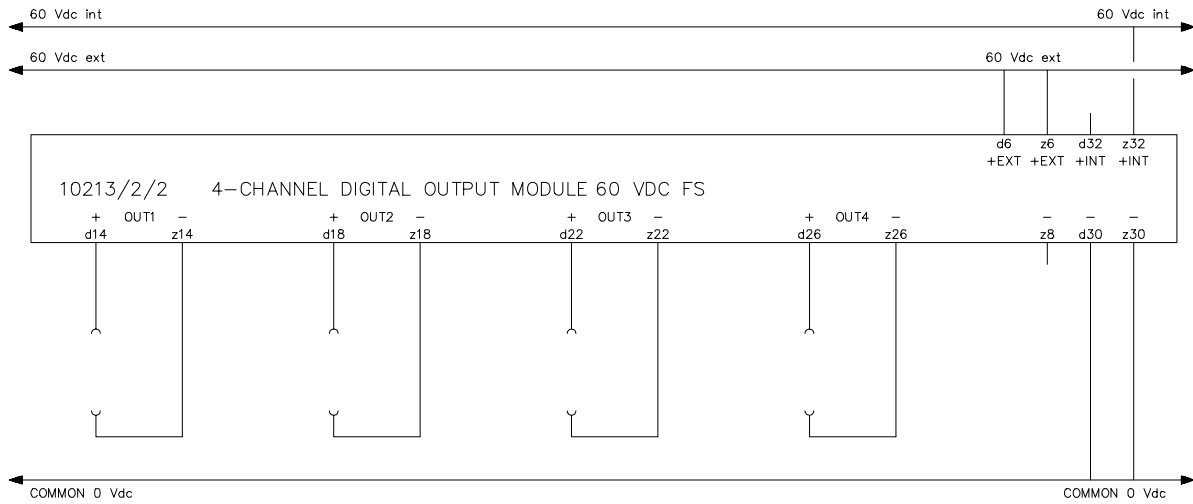 60 Vdc int 60 Vdc int
60 Vdc ext 60 Vdc ext
d6 z6 d32 z32
+EXT +EXT +INT +INT
10213/2/2 4-CHANNEL DIGITAL OUTPUT MODULE 60 VDC FS
+ OUT1 - + OUT2 - + OUT3 - + OUT4 - - - -
d14 z14 d18 z18 d22 z22 d26 z26 z8 d30 z30
COMMON 0 Vdc COMMON 0 Vdc